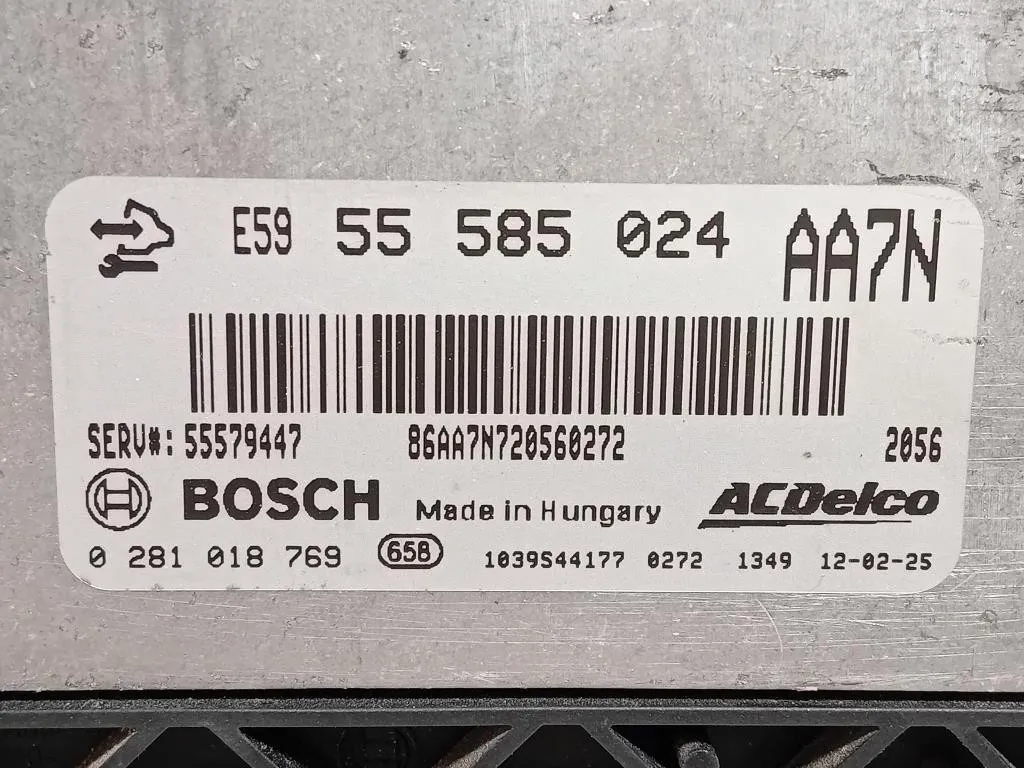 E59 55 585 024 AA7N
SERV#: 55579447 86AA7N720560272 2056
BOSCH Made in Hungary ACDelco
0 281 018 769 65B 1039S44177 0272 1349 12-02-25